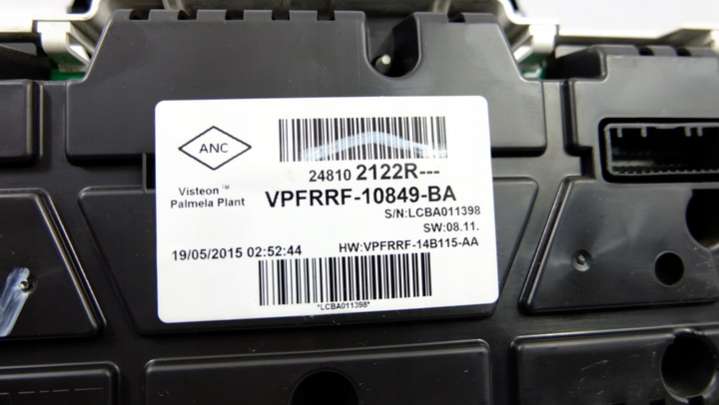 ANC
Visteon™
Palmela Plant
24810 2122R---
VPFRRF-10849-BA
S/N:LCBA011398
SW:08.11.
19/05/2015 02:52:44
HW:VPFRRF-14B115-AA
*LCBA011398*